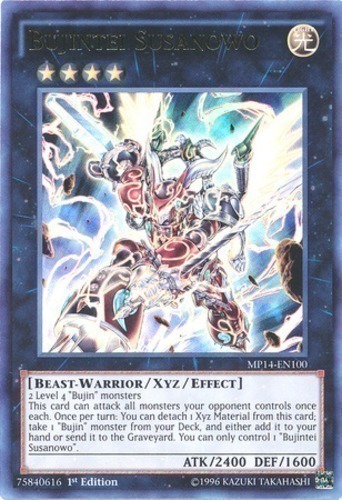 Bujintei Susanowo
光
MP14-EN100
[BEAST-WARRIOR/XYZ/EFFECT]
2 Level 4 "Bujin" monsters
This card can attack all monsters your opponent controls once
each. Once per turn: You can detach 1 Xyz Material from this card;
take 1 "Bujin" monster from your Deck, and either add it to your
hand or send it to the Graveyard. You can only control 1 "Bujintei
Susanowo".
ATK/2400 DEF/1600
75840616 1st Edition ©1996 KAZUKI TAKAHASHI